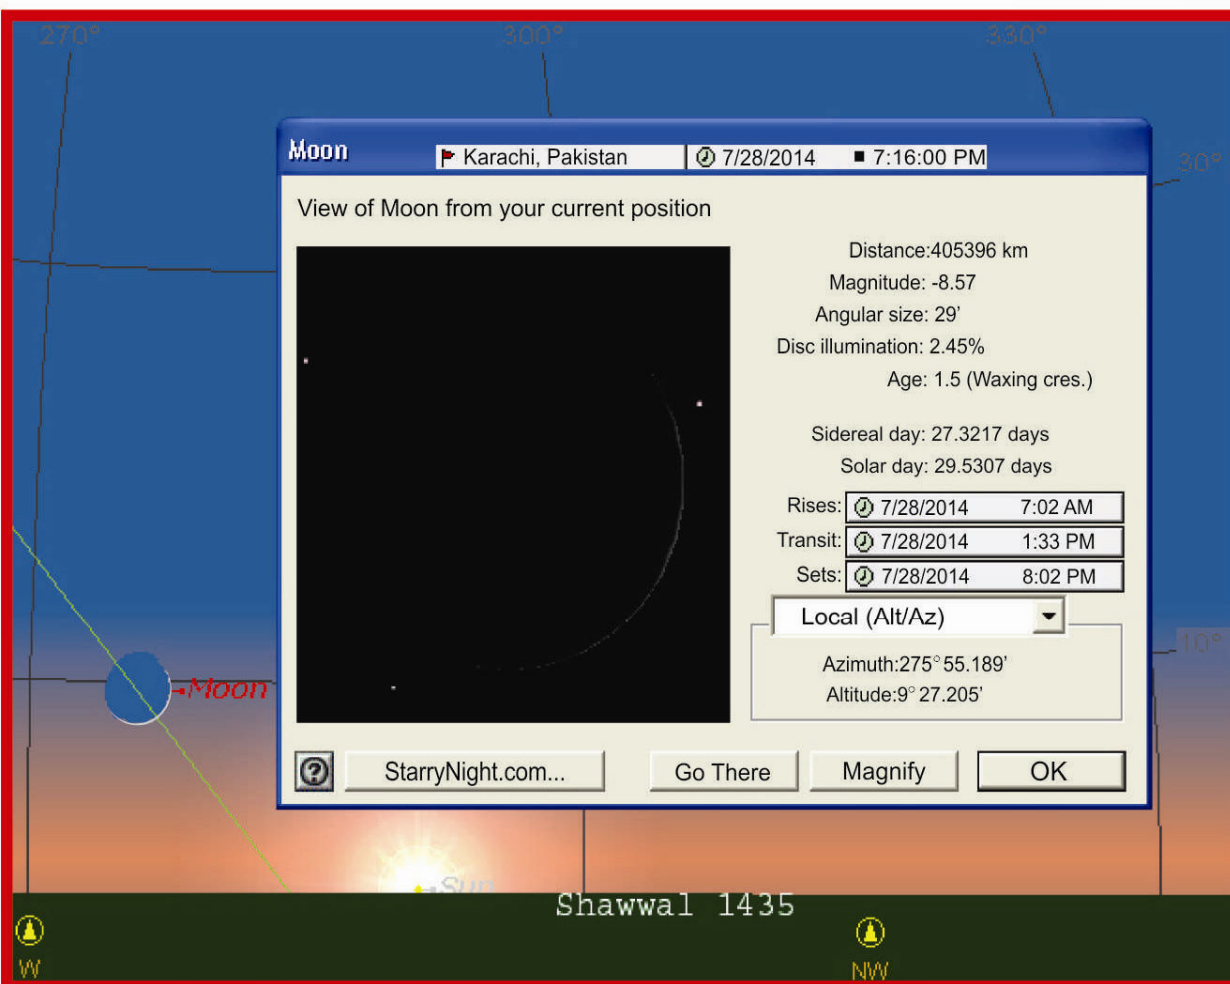 270° 300° 330°
Moon Karachi, Pakistan 7/28/2014 7:16:00 PM
30°
View of Moon from your current position
Distance:405396 km
Magnitude: -8.57
Angular size: 29'
Disc illumination: 2.45%
Age: 1.5 (Waxing cres.)
Sidereal day: 27.3217 days
Solar day: 29.5307 days
Rises: 7/28/2014 7:02 AM
Transit: 7/28/2014 1:33 PM
Sets: 7/28/2014 8:02 PM
Local (Alt/Az)
10°
Azimuth:275° 55.189'
Altitude:9° 27.205'
Moon
? StarryNight.com... Go There Magnify OK
Sun
Shawwal 1435
W NW